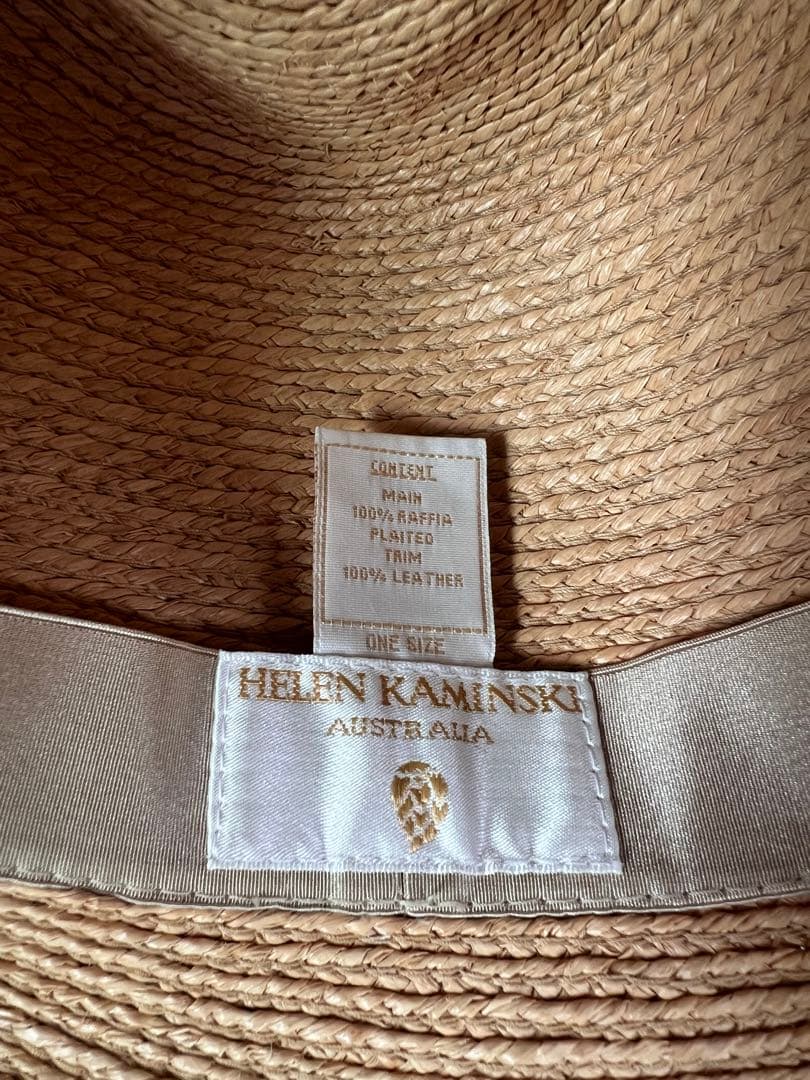 CONTENT
MAIN
100% RAFFIA
PLAITED
TRIM
100% LEATHER
ONE SIZE
HELEN KAMINSKI
AUSTRALIA